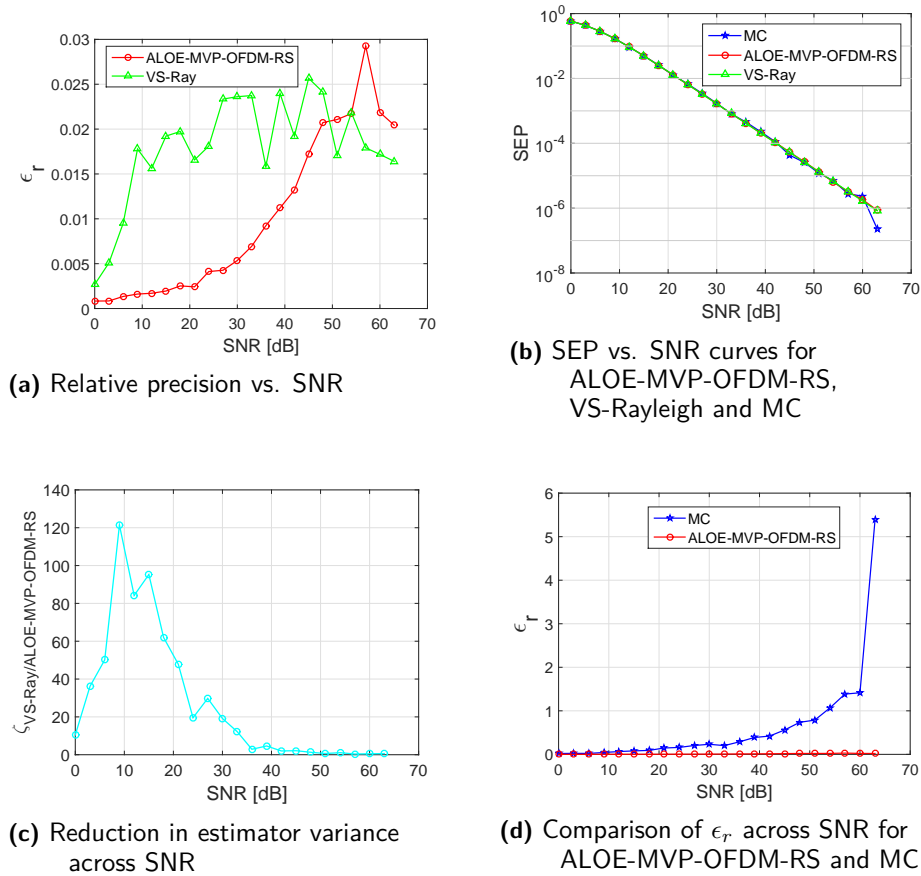 0.03
0.025
0.02
0.015
0.01
0.005
0
ϵr
ALOE-MVP-OFDM-RS
VS-Ray
0 10 20 30 40 50 60 70
SNR [dB]
(a) Relative precision vs. SNR
10^0
10^-2
10^-4
10^-6
10^-8
SEP
MC
ALOE-MVP-OFDM-RS
VS-Ray
0 10 20 30 40 50 60 70
SNR [dB]
(b) SEP vs. SNR curves for
ALOE-MVP-OFDM-RS,
VS-Rayleigh and MC
140
120
100
80
60
40
20
0
ζVS-Ray/ALOE-MVP-OFDM-RS
0 10 20 30 40 50 60 70
SNR [dB]
(c) Reduction in estimator variance
across SNR
6
5
4
3
2
1
0
ϵr
MC
ALOE-MVP-OFDM-RS
0 10 20 30 40 50 60 70
SNR [dB]
(d) Comparison of ϵr across SNR for
ALOE-MVP-OFDM-RS and MC